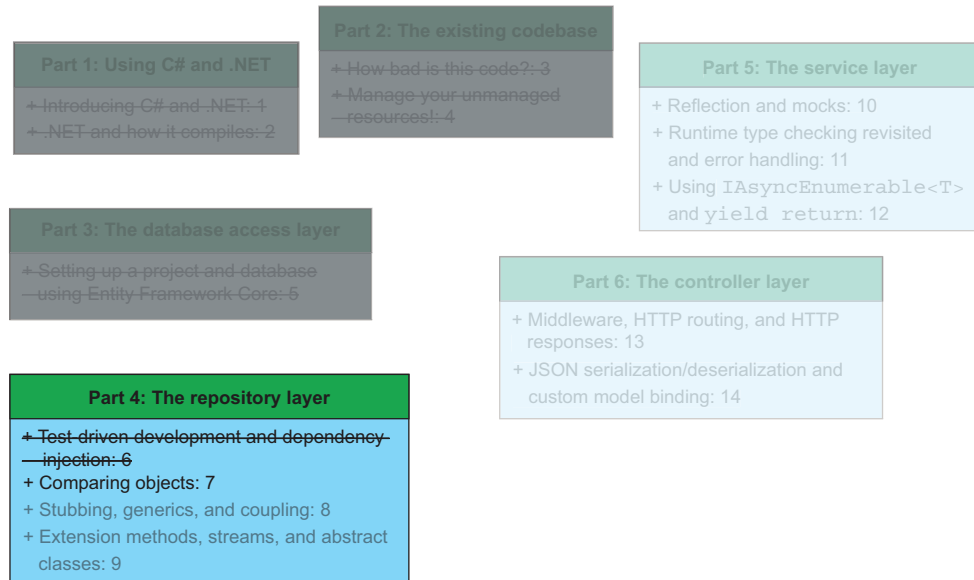 Part 1: Using C# and .NET
+ Introducing C# and .NET: 1
+ .NET and how it compiles: 2
Part 2: The existing codebase
+ How bad is this code?: 3
+ Manage your unmanaged
resources!: 4
Part 5: The service layer
+ Reflection and mocks: 10
+ Runtime type checking revisited
and error handling: 11
+ Using IAsyncEnumerable<T>
and yield return: 12
Part 3: The database access layer
+ Setting up a project and database
using Entity Framework Core: 5
Part 6: The controller layer
+ Middleware, HTTP routing, and HTTP
responses: 13
+ JSON serialization/deserialization and
custom model binding: 14
Part 4: The repository layer
+ Test-driven development and dependency
injection: 6
+ Comparing objects: 7
+ Stubbing, generics, and coupling: 8
+ Extension methods, streams, and abstract
classes: 9